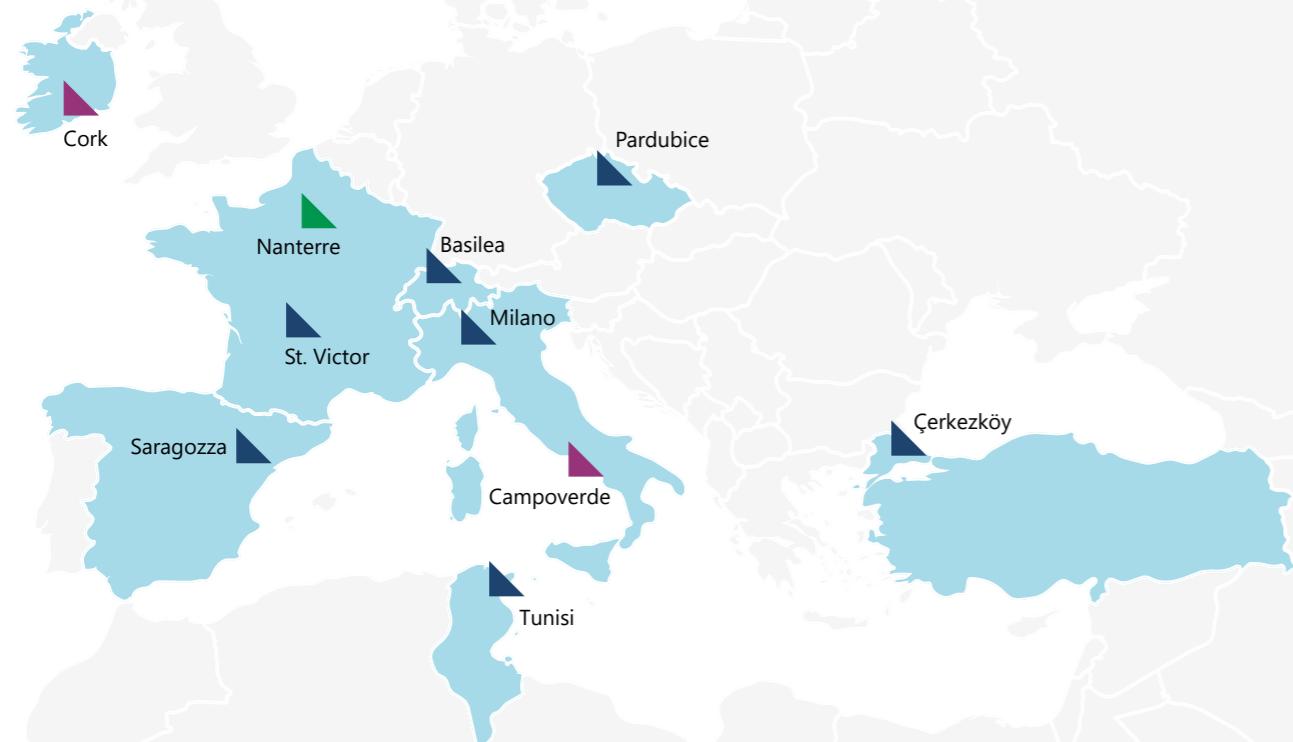 Cork
Pardubice
Nanterre
Basilea
Milano
St. Victor
Çerkezköy
Saragozza
Campoverde
Tunisi